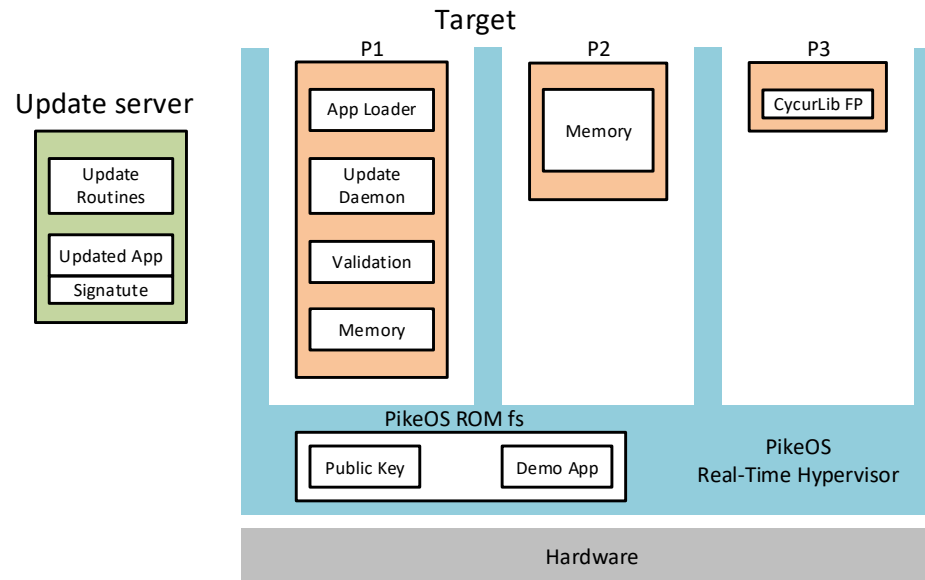 Target
Update server
Update
Routines
Updated App
Signatute
P1
App Loader
Update
Daemon
Validation
Memory
P2
Memory
P3
CycurLib FP
PikeOS ROM fs
Public Key
Demo App
PikeOS
Real-Time Hypervisor
Hardware